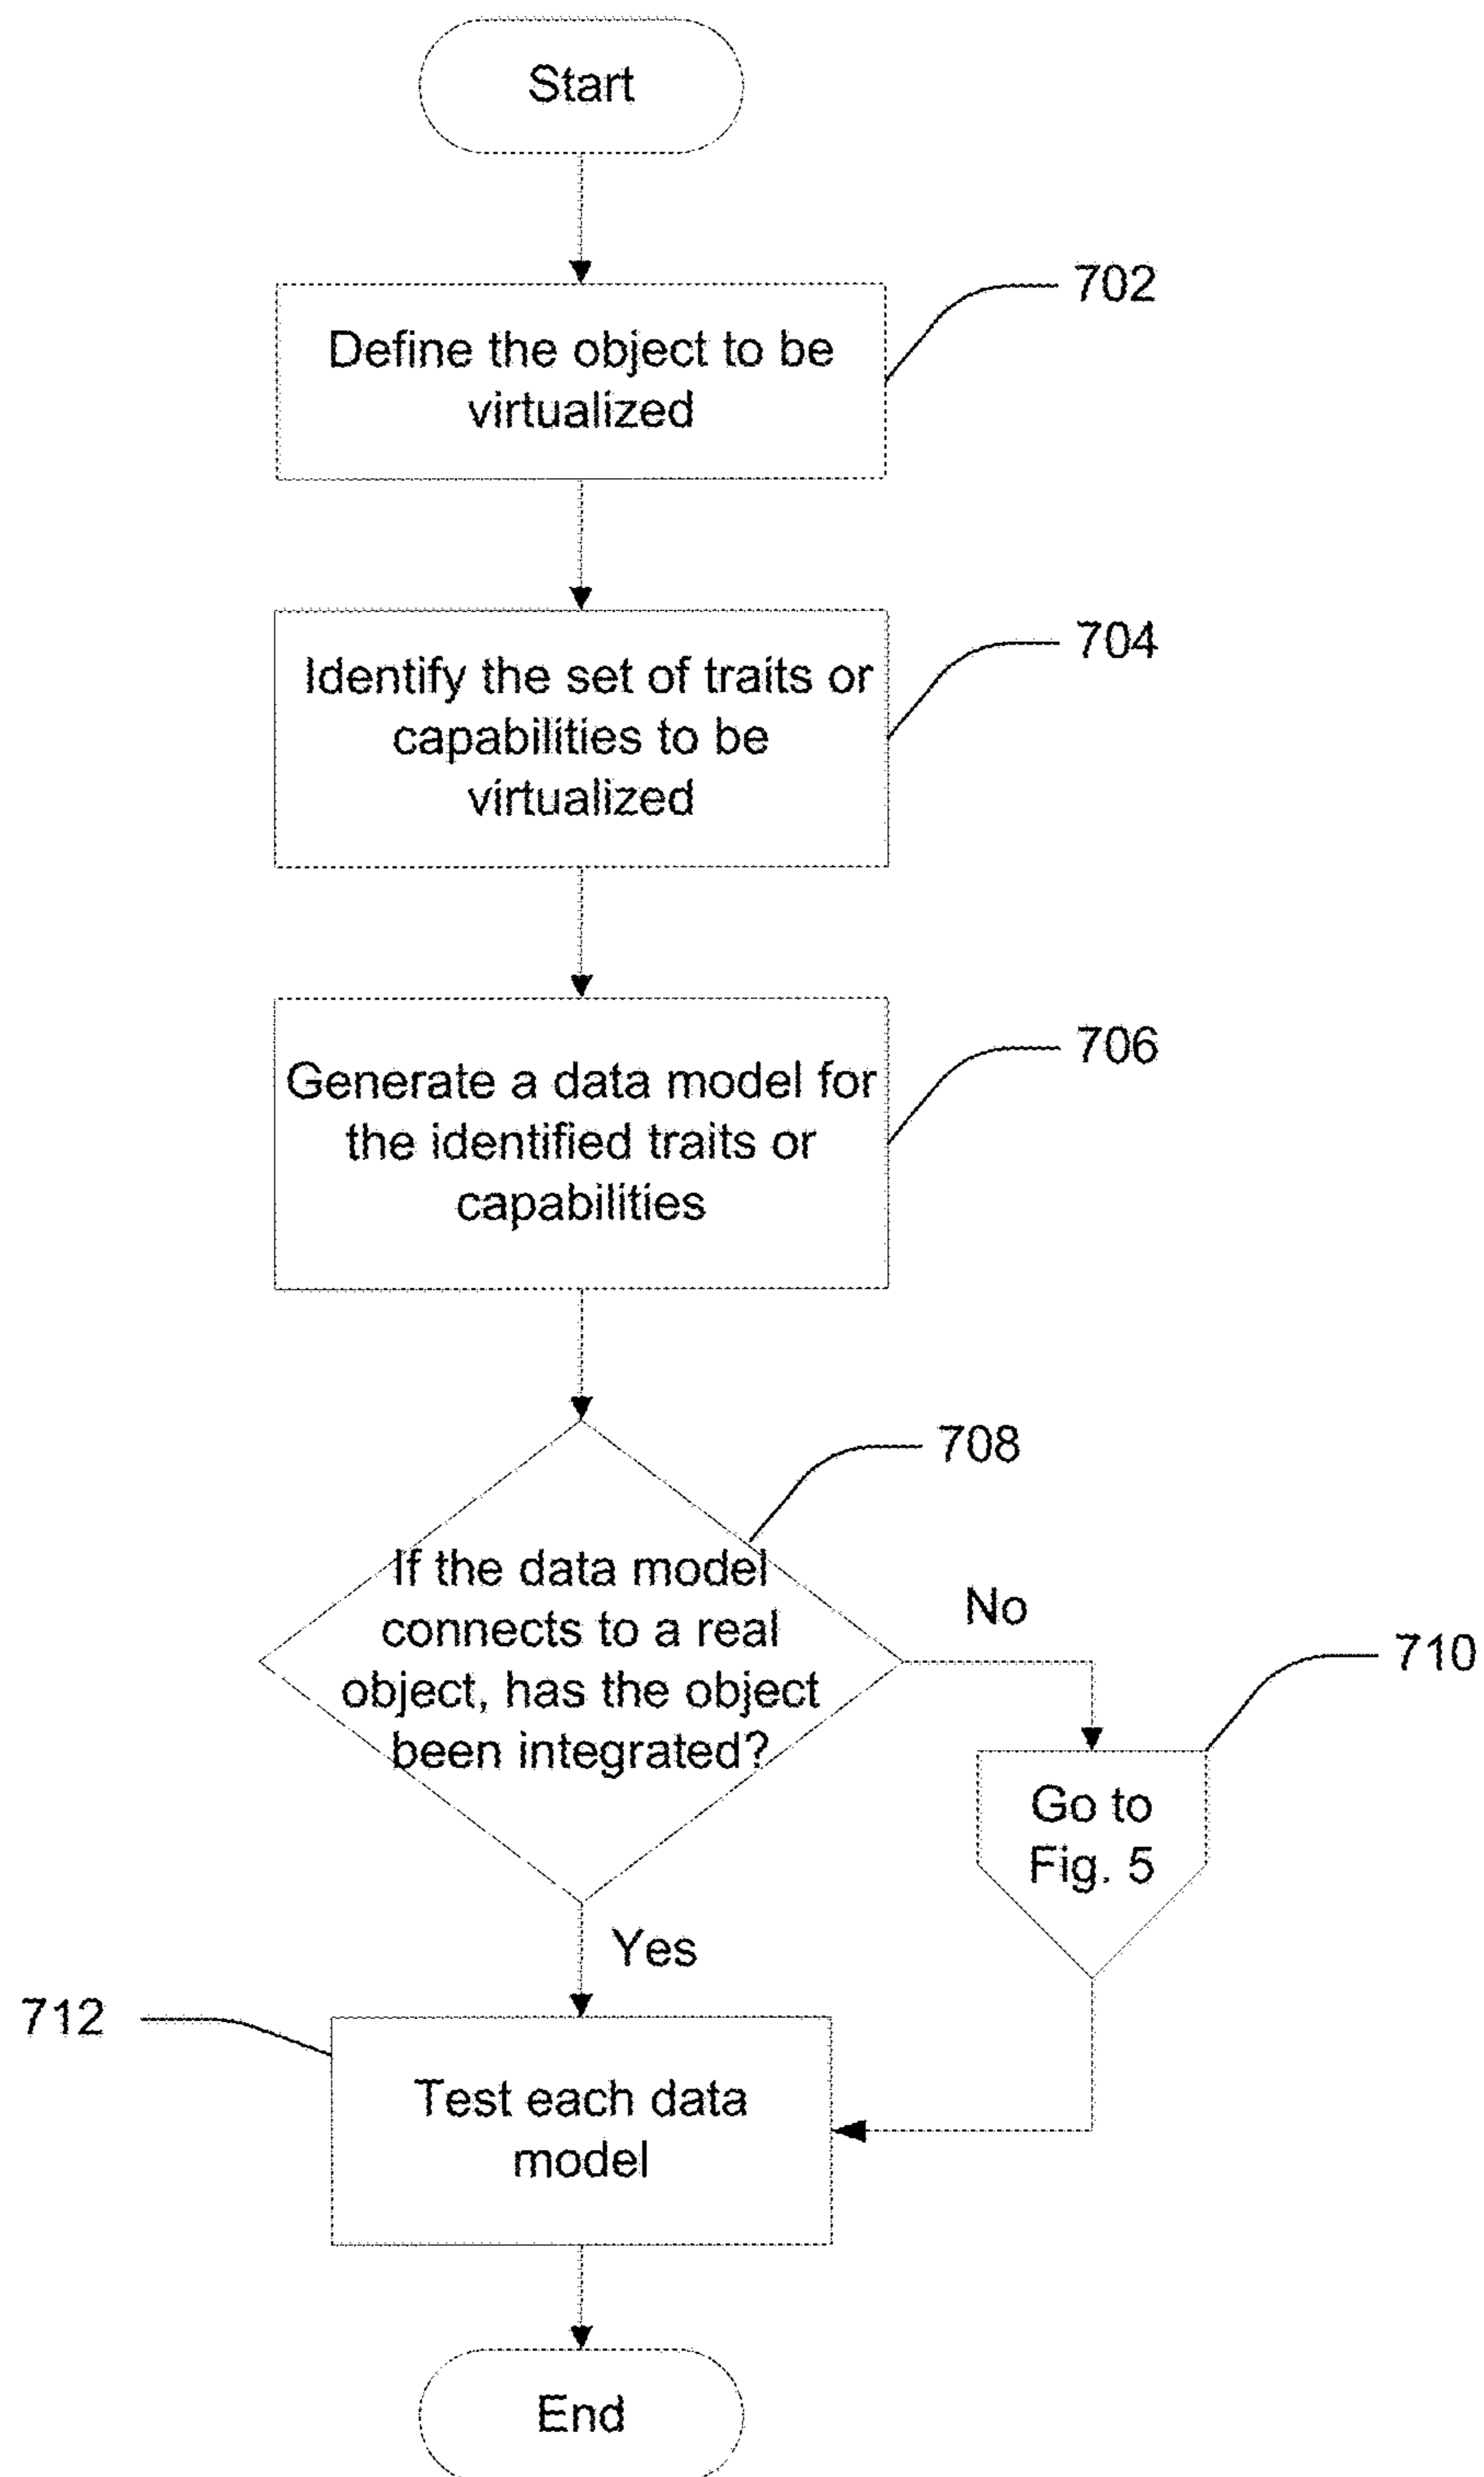 Start
702
Define the object to be
virtualized
704
Identify the set of traits or
capabilities to be
virtualized
706
Generate a data model for
the identified traits or
capabilities
708
If the data model
connects to a real
object, has the object
been integrated?
No
710
Go to
Fig. 5
Yes
712
Test each data
model
End